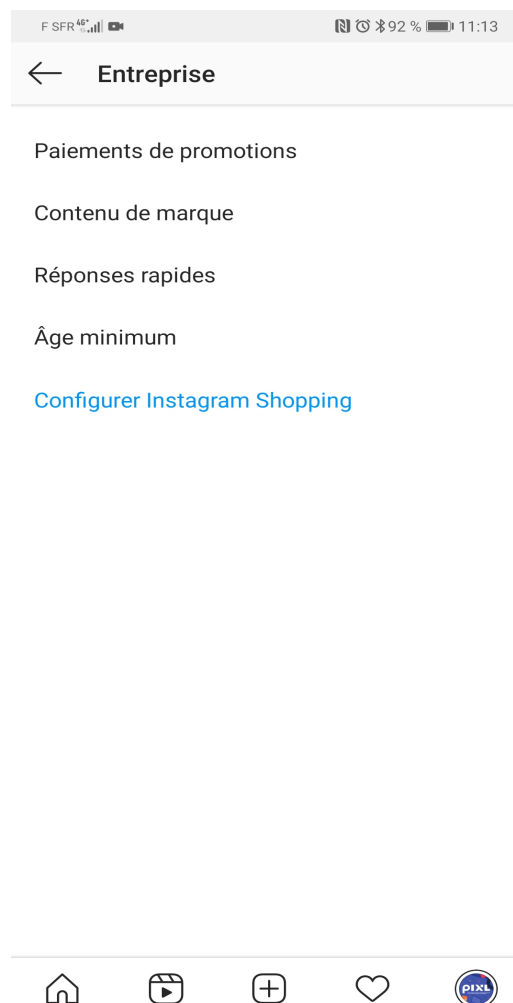 F SFR 92 % 11:13
Entreprise
Paiements de promotions
Contenu de marque
Réponses rapides
Âge minimum
Configurer Instagram Shopping
PIXL